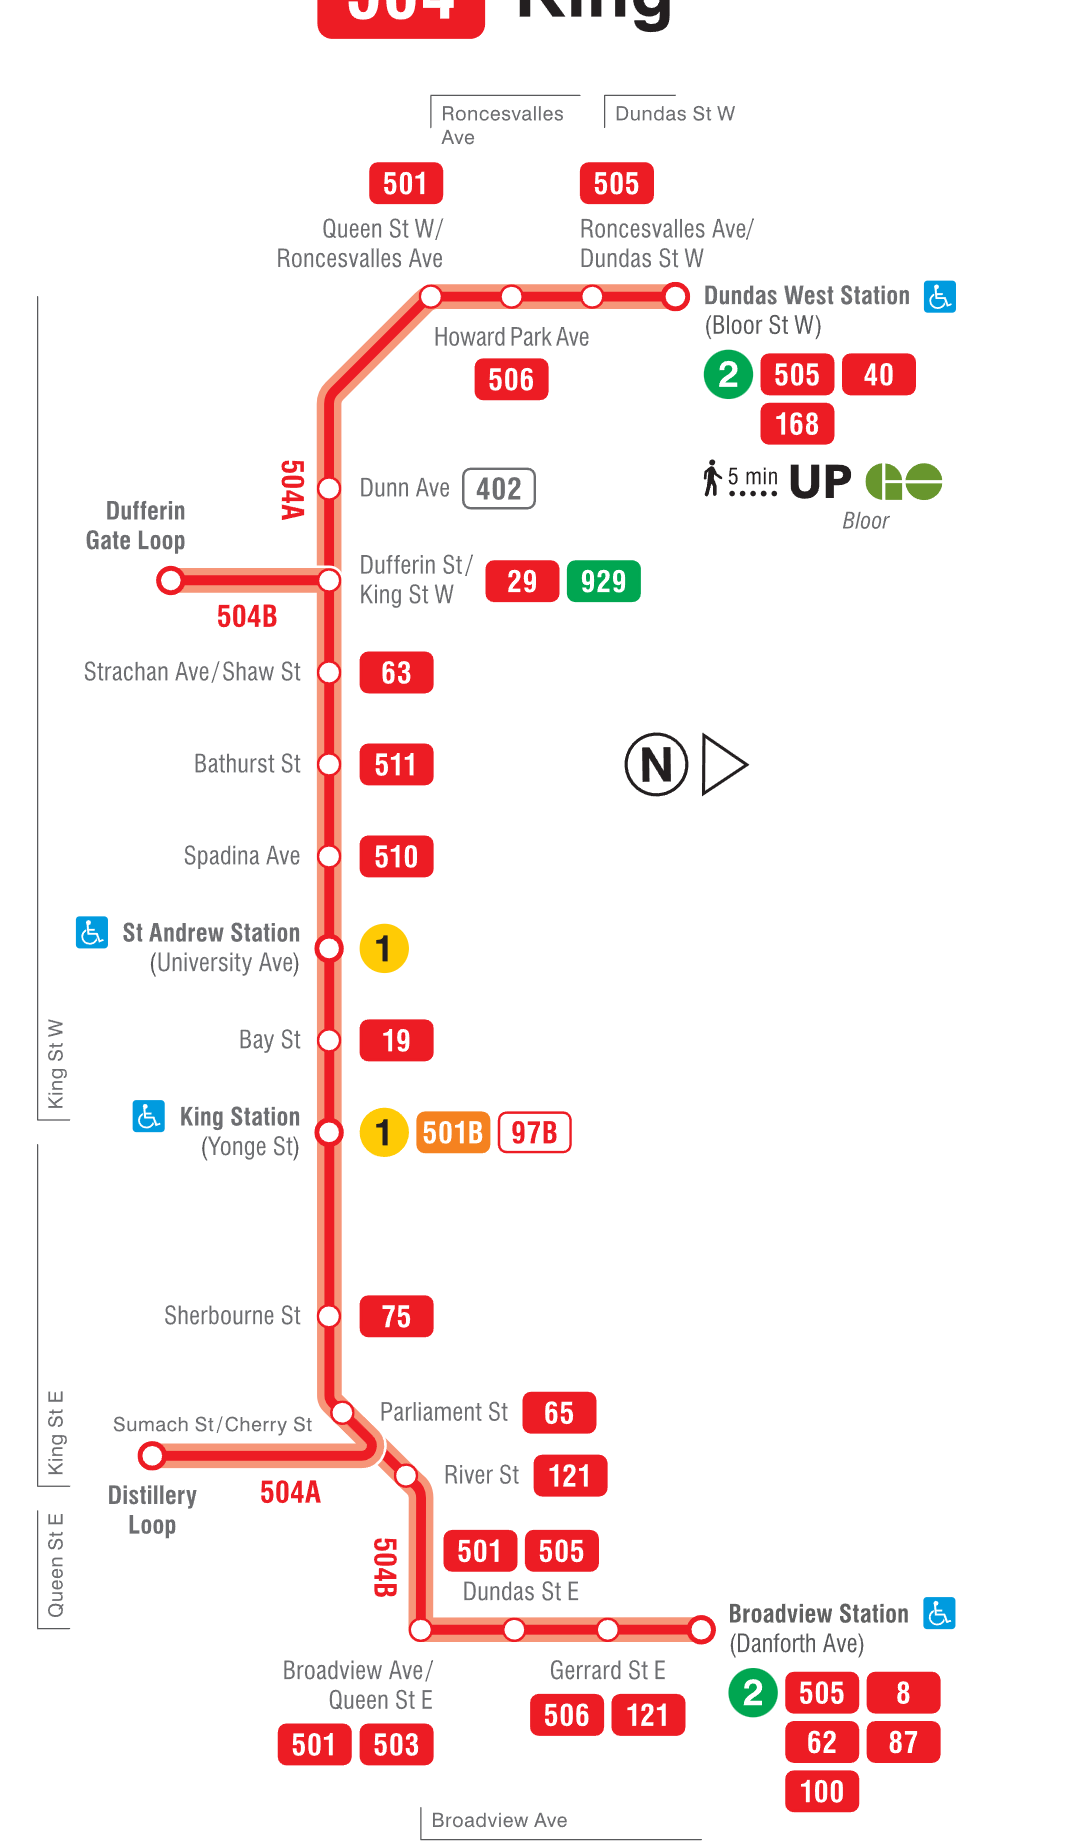 504 King
Roncesvalles
Ave
Dundas St W
501
505
Queen St W/
Roncesvalles Ave
Roncesvalles Ave/
Dundas St W
Dundas West Station
(Bloor St W)
Howard Park Ave
506
2 505 40
168
5 min UP GO
Bloor
504A
Dunn Ave 402
Dufferin
Gate Loop
504B
Dufferin St/
King St W
29 929
Strachan Ave/Shaw St 63
Bathurst St 511
N
Spadina Ave 510
St Andrew Station
(University Ave)
1
Bay St 19
King St W
King Station
(Yonge St)
1 501B 97B
Sherbourne St 75
King St E
Parliament St 65
Sumach St/Cherry St
504A
Distillery
Loop
River St 121
Queen St E
504B
501 505
Dundas St E
Broadview Station
(Danforth Ave)
2 505 8
62 87
100
Broadview Ave/
Queen St E
501 503
Gerrard St E
506 121
Broadview Ave